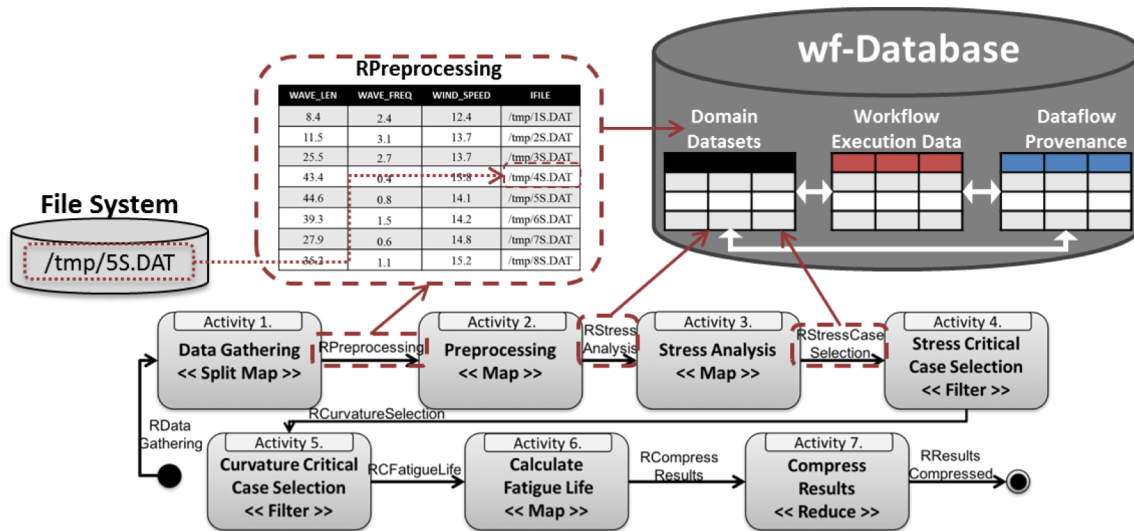 wf-Database
RPreprocessing
WAVE_LEN WAVE_FREQ WIND_SPEED IFILE
8.4 2.4 12.4 /tmp/1S.DAT
11.5 3.1 13.7 /tmp/2S.DAT
25.5 2.7 13.7 /tmp/3S.DAT
43.4 0.4 15.8 /tmp/4S.DAT
44.6 0.8 14.1 /tmp/5S.DAT
39.3 1.5 14.2 /tmp/6S.DAT
27.9 0.6 14.8 /tmp/7S.DAT
35.2 1.1 15.2 /tmp/8S.DAT
Domain
Datasets
Workflow
Execution Data
Dataflow
Provenance
File System
/tmp/5S.DAT
Activity 1.
Data Gathering
<< Split Map >>
RPreprocessing
Activity 2.
Preprocessing
<< Map >>
RStress
Analysis
Activity 3.
Stress Analysis
<< Map >>
RStressCase
Selection
Activity 4.
Stress Critical
Case Selection
<< Filter >>
RCurvatureSelection
RData
Gathering
Activity 5.
Curvature Critical
Case Selection
<< Filter >>
RCFatigueLife
Activity 6.
Calculate
Fatigue Life
<< Map >>
RCompress
Results
Activity 7.
Compress
Results
<< Reduce >>
RResults
Compressed